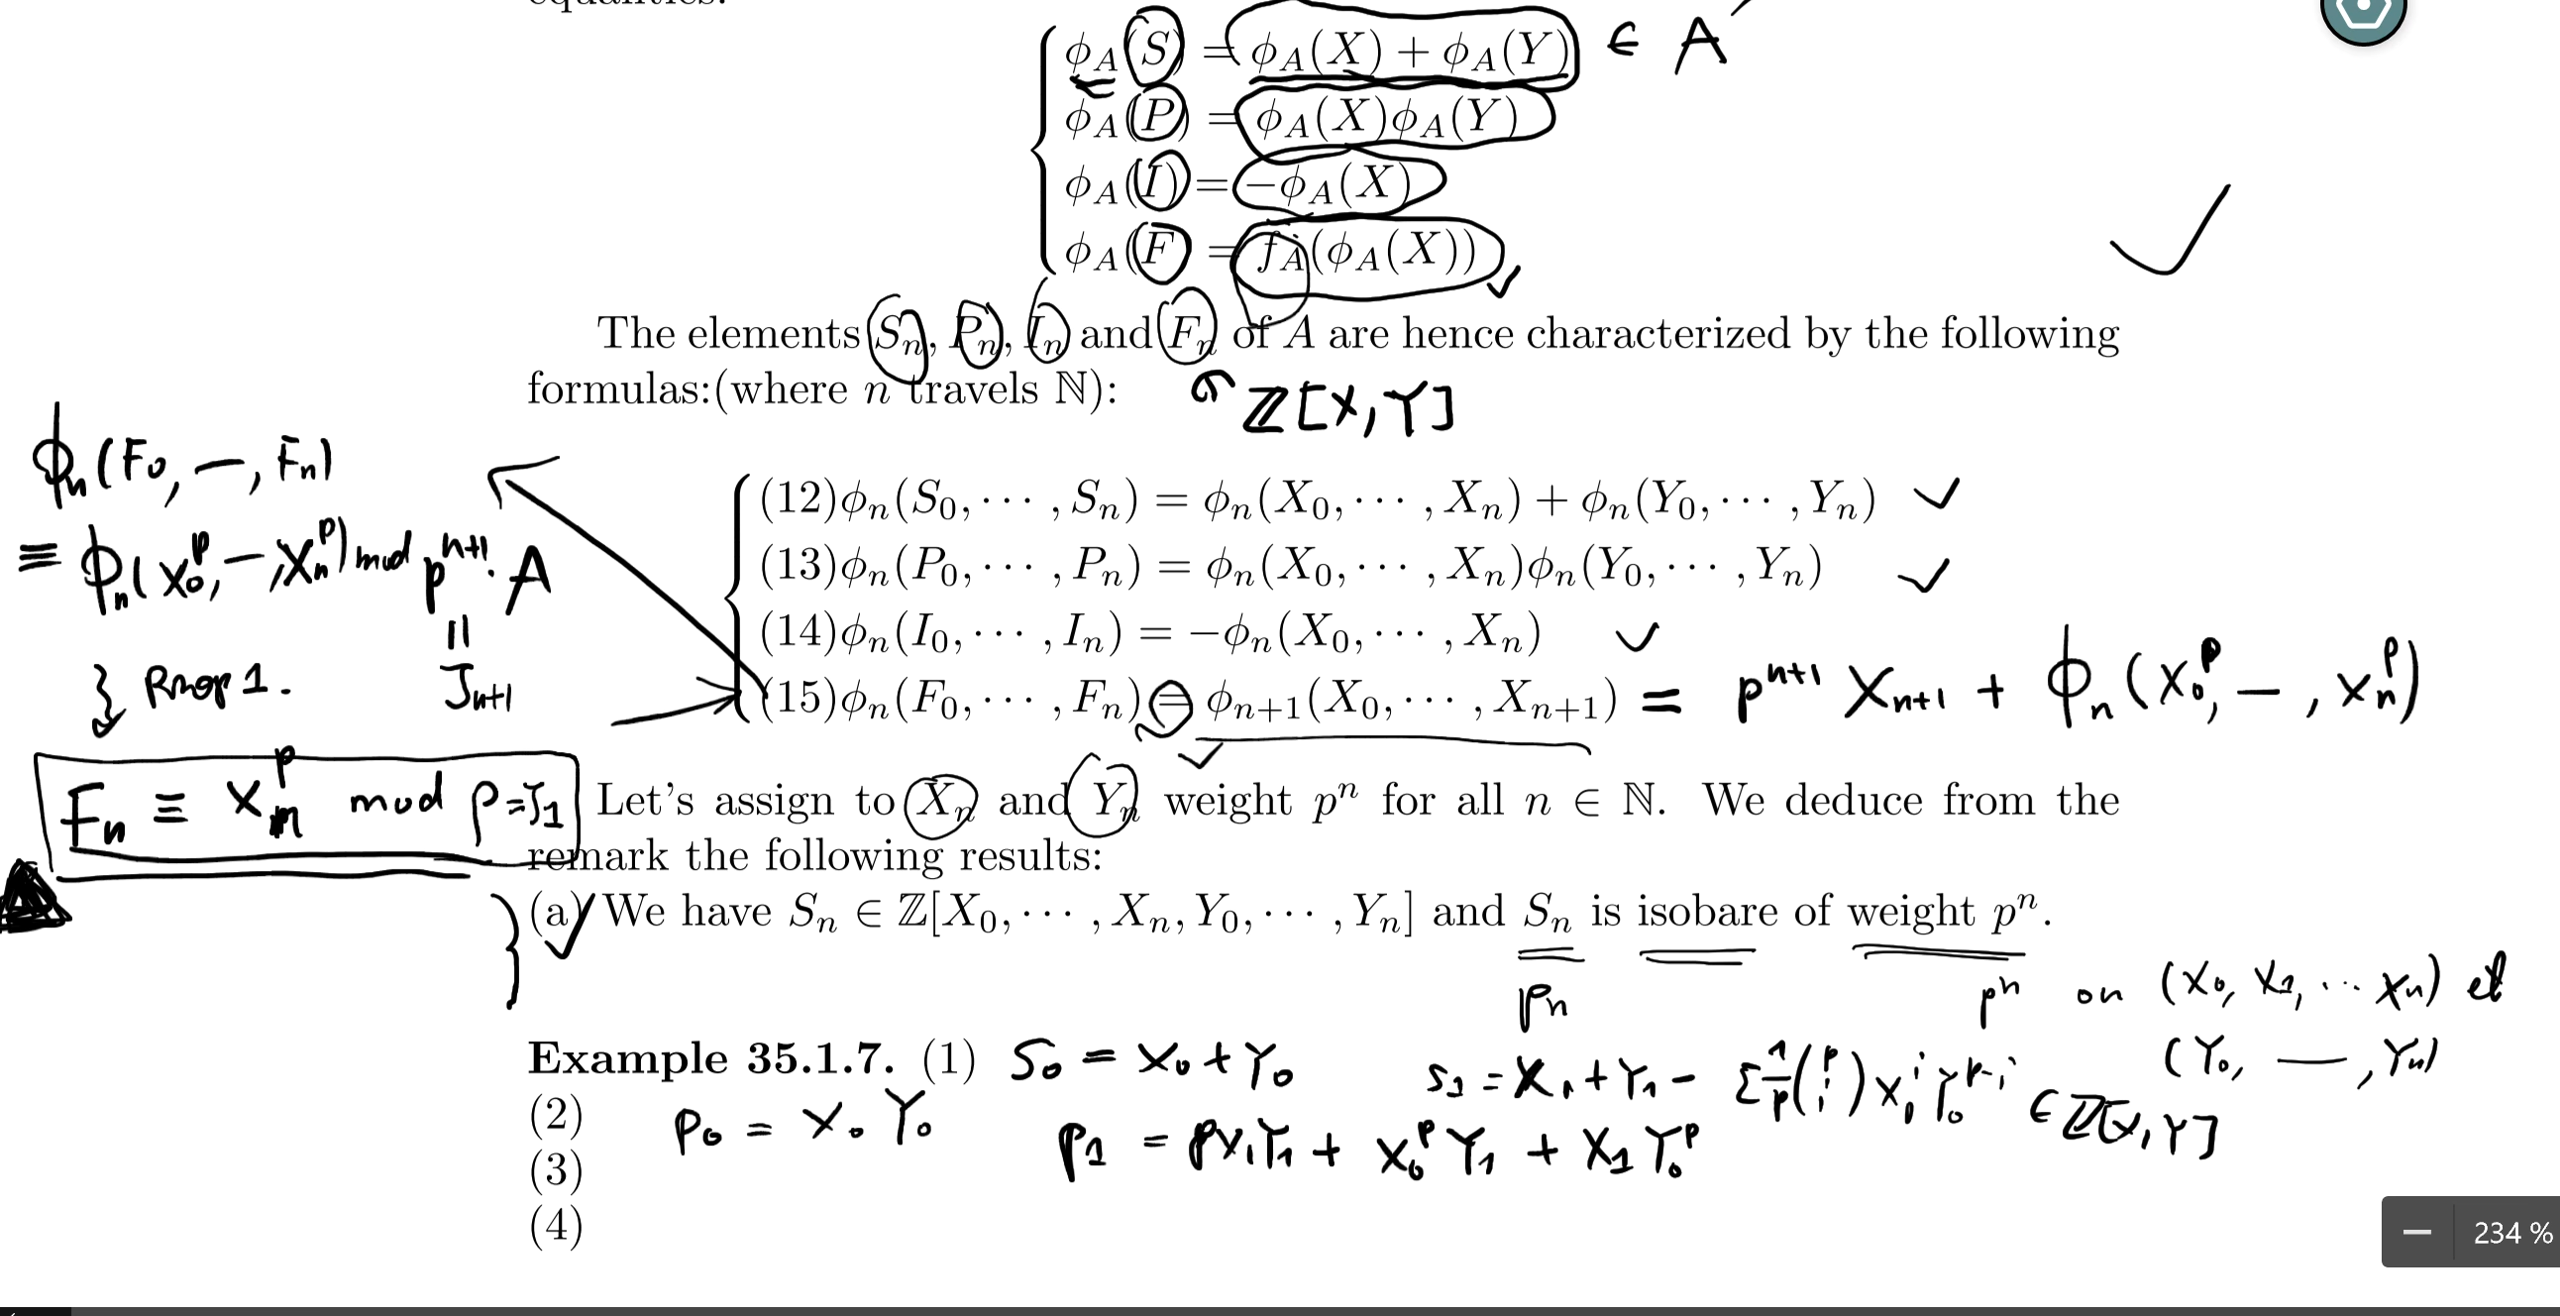 equalities.
ϕ_A(S) = ϕ_A(X) + ϕ_A(Y) ∈ A
ϕ_A(P) = ϕ_A(X)ϕ_A(Y)
ϕ_A(I) = −ϕ_A(X)
ϕ_A(F) = f_A(ϕ_A(X))
The elements S_n, P_n, I_n and F_n of A are hence characterized by the following
formulas:(where n travels ℕ):
ℤ[X,Y]
ϕ_n(F_0, —, F_n)
≡ ϕ_n(X_0^p, —, X_n^p) mod p^{n+1}. A
||
J_{n+1}
} Prop 1.
F_n ≡ X_n^p mod p = J_1
(12)ϕ_n(S_0, ⋯ , S_n) = ϕ_n(X_0, ⋯ , X_n) + ϕ_n(Y_0, ⋯ , Y_n)
(13)ϕ_n(P_0, ⋯ , P_n) = ϕ_n(X_0, ⋯ , X_n)ϕ_n(Y_0, ⋯ , Y_n)
(14)ϕ_n(I_0, ⋯ , I_n) = −ϕ_n(X_0, ⋯ , X_n)
(15)ϕ_n(F_0, ⋯ , F_n) = ϕ_{n+1}(X_0, ⋯ , X_{n+1}) = p^{n+1} X_{n+1} + ϕ_n(X_0^p, —, X_n^p)
Let's assign to X_n and Y_n weight p^n for all n ∈ ℕ. We deduce from the
remark the following results:
(a) We have S_n ∈ ℤ[X_0, ⋯ , X_n, Y_0, ⋯ , Y_n] and S_n is isobare of weight p^n.
P_n p^n on (X_0, X_1, ⋯ X_n) et
(Y_0, —, Y_n)
Example 35.1.7. (1) S_0 = X_0 + Y_0 S_1 = X_1 + Y_1 − Σ 1/p (p i) X_0^i Y_0^{p-i} ∈ ℤ[X,Y]
(2) P_0 = X_0 Y_0 P_1 = pX_1Y_1 + X_0^p Y_1 + X_1 Y_0^p
(3)
(4)
234 %